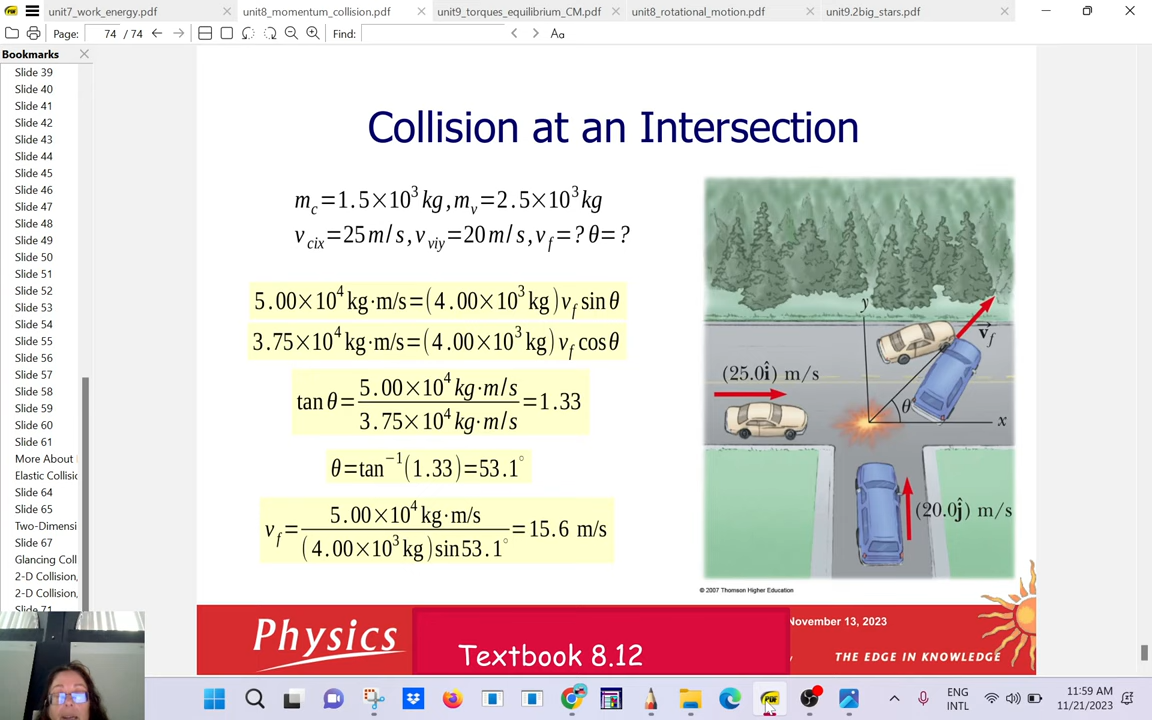 unit7_work_energy.pdf
unit8_momentum_collision.pdf
unit9_torques_equilibrium_CM.pdf
unit8_rotational_motion.pdf
unit9.2big_stars.pdf
Page: 74 / 74
Find:
Aa
Bookmarks
Slide 39
Slide 40
Slide 41
Slide 42
Slide 43
Slide 44
Slide 45
Slide 46
Slide 47
Slide 48
Slide 49
Slide 50
Slide 51
Slide 52
Slide 53
Slide 54
Slide 55
Slide 56
Slide 57
Slide 58
Slide 59
Slide 60
Slide 61
More About
Elastic Collisic
Slide 64
Slide 65
Two-Dimensi
Slide 67
Glancing Coll
2-D Collision,
2-D Collision,
Slide 71
Collision at an Intersection
m_c=1.5×10³ kg, m_v=2.5×10³ kg
v_cix=25 m/s, v_viy=20 m/s, v_f=? θ=?
5.00×10⁴ kg·m/s=(4.00×10³ kg) v_f sin θ
3.75×10⁴ kg·m/s=(4.00×10³ kg) v_f cos θ
tan θ= 5.00×10⁴ kg·m/s / 3.75×10⁴ kg·m/s =1.33
θ=tan⁻¹(1.33)=53.1°
v_f= 5.00×10⁴ kg·m/s / (4.00×10³ kg)sin53.1° =15.6 m/s
y
v_f
(25.0î) m/s
θ
x
(20.0ĵ) m/s
© 2007 Thomson Higher Education
Physics
Textbook 8.12
November 13, 2023
THE EDGE IN KNOWLEDGE
ENG
INTL
11:59 AM
11/21/2023